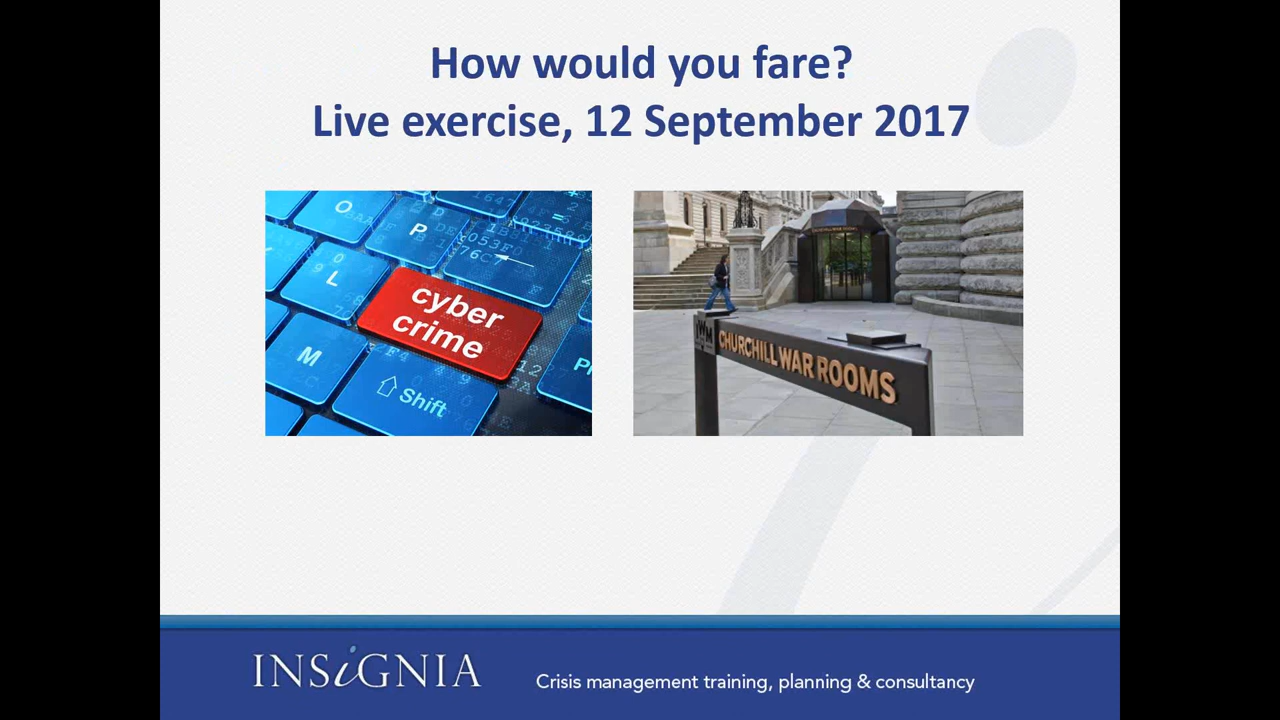 How would you fare?
Live exercise, 12 September 2017
O
P
L
cyber
crime
M
Shift
IWM
CHURCHILL WAR ROOMS
INSiGNIA
Crisis management training, planning & consultancy